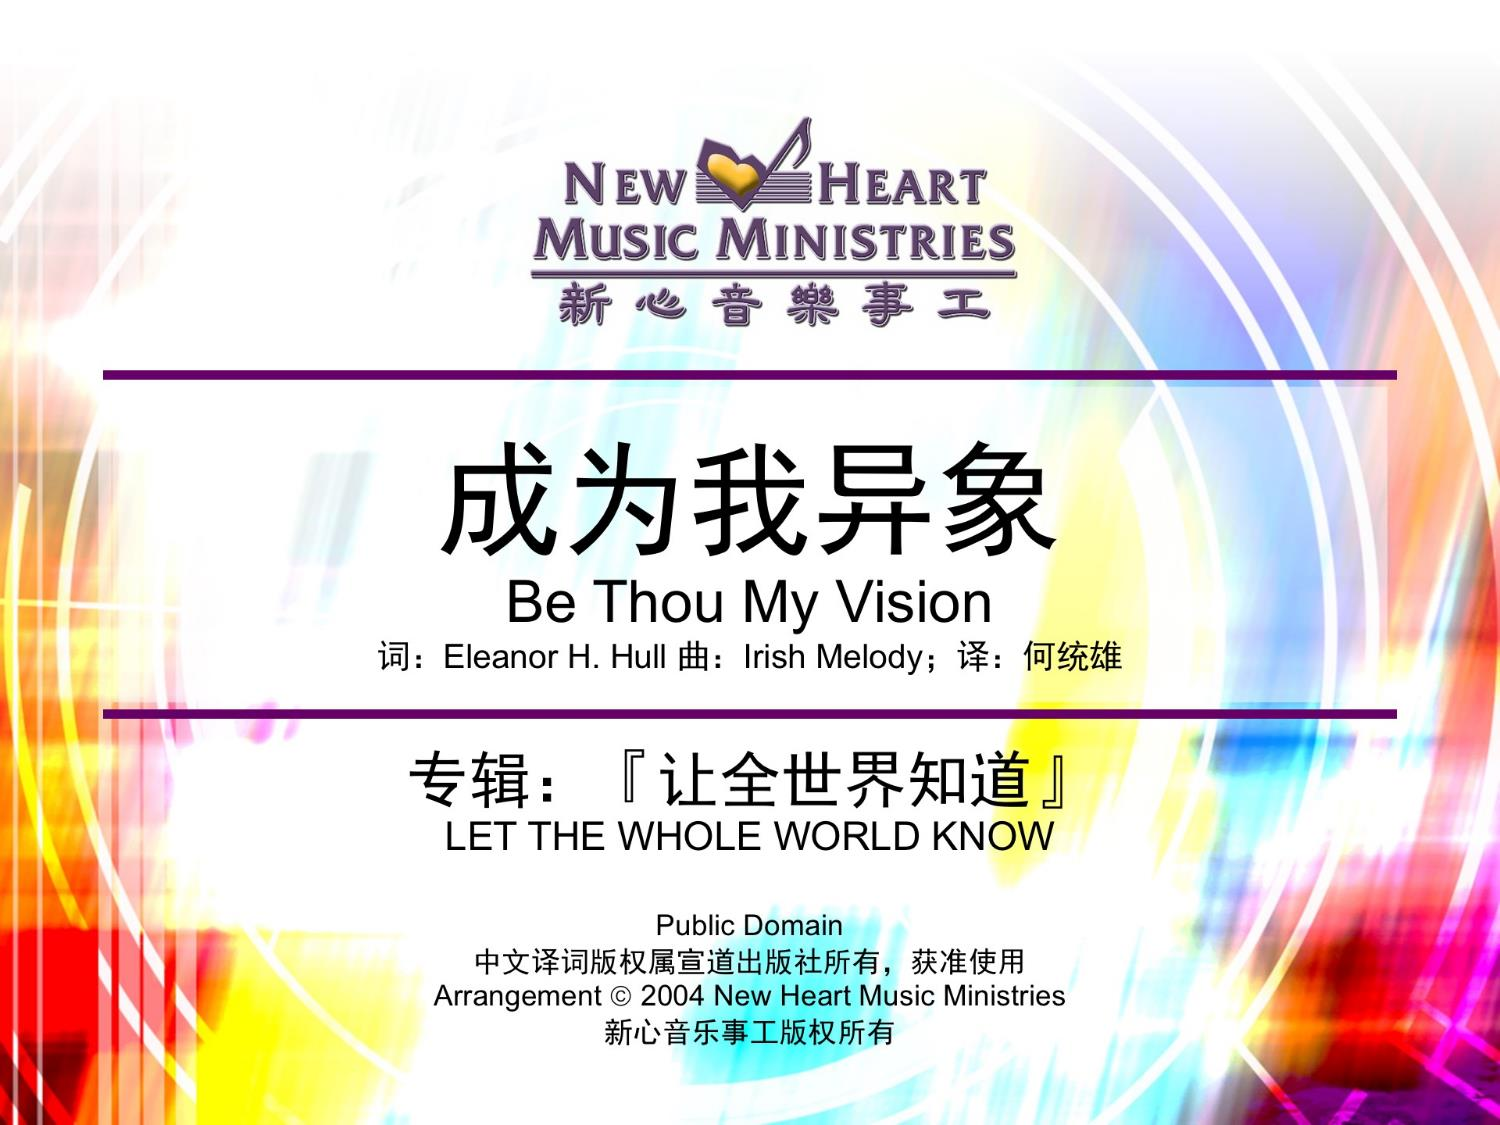 NEW HEART
MUSIC MINISTRIES
新心音樂事工
成为我异象
Be Thou My Vision
词：Eleanor H. Hull 曲：Irish Melody；译：何统雄
专辑：『让全世界知道』
LET THE WHOLE WORLD KNOW
Public Domain
中文译词版权属宣道出版社所有，获准使用
Arrangement © 2004 New Heart Music Ministries
新心音乐事工版权所有